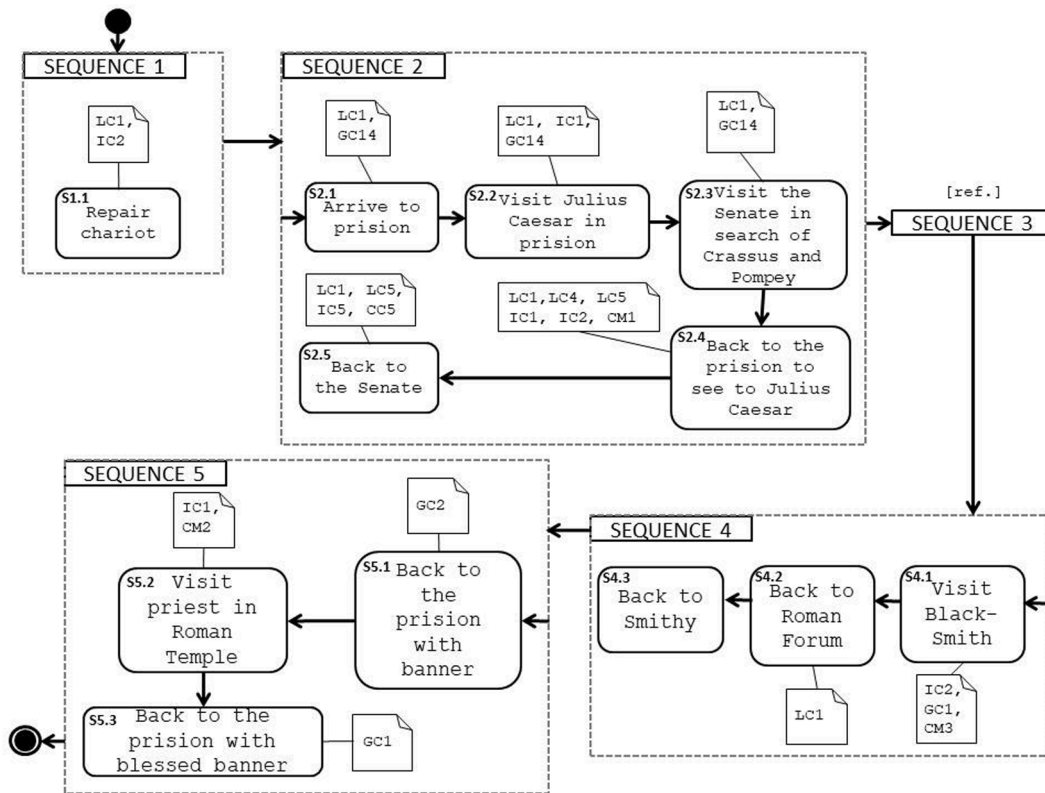 SEQUENCE 1
LC1,
IC2
S1.1
Repair
chariot
SEQUENCE 2
LC1,
GC14
S2.1
Arrive to
prision
LC1, IC1,
GC14
S2.2
Visit Julius
Caesar in
prision
LC1,
GC14
S2.3
Visit the
Senate in
search of
Crassus and
Pompey
LC1,LC4, LC5
IC1, IC2, CM1
S2.4
Back to the
prision to
see to Julius
Caesar
LC1, LC5,
IC5, CC5
S2.5
Back to
the Senate
[ref.]
SEQUENCE 3
SEQUENCE 4
S4.1
Visit
Black-
Smith
IC2,
GC1,
CM3
S4.2
Back to
Roman
Forum
LC1
S4.3
Back to
Smithy
SEQUENCE 5
GC2
S5.1
Back to
the
prision
with
banner
IC1,
CM2
S5.2
Visit
priest in
Roman
Temple
S5.3
Back to the
prision with
blessed banner
GC1